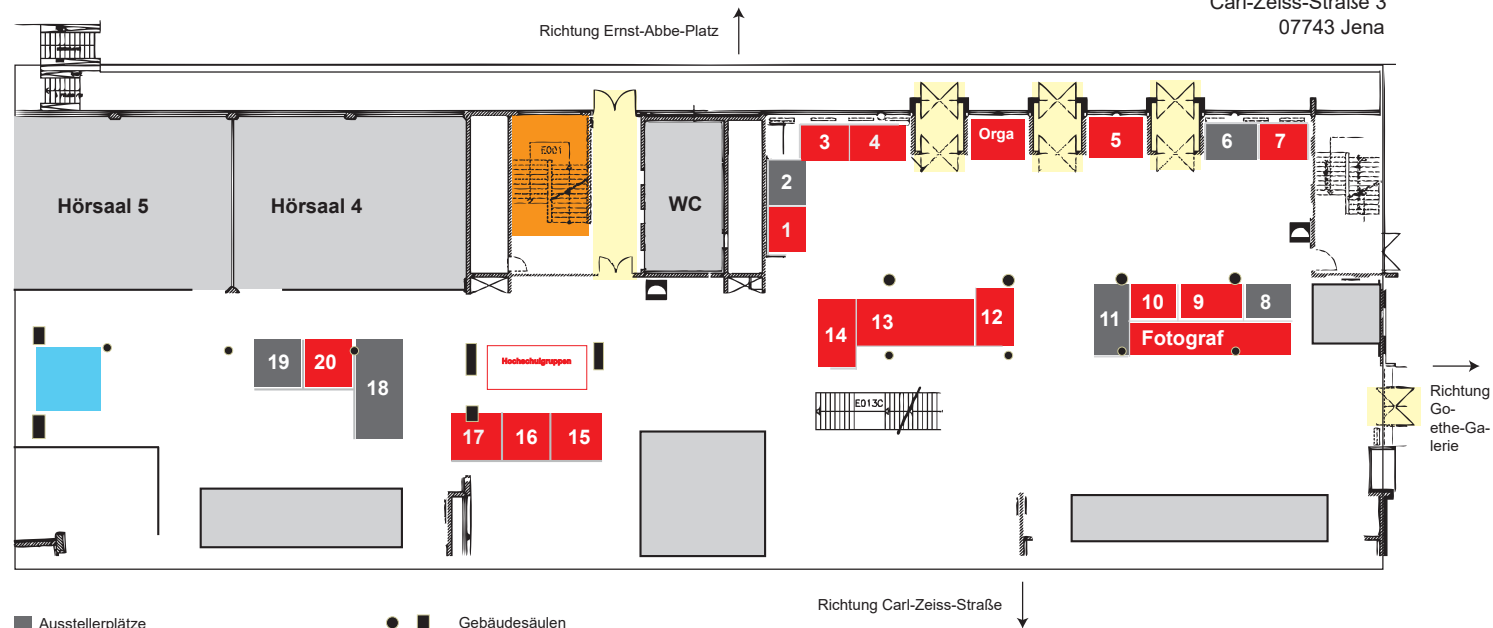 Carl-Zeiss-Straße 3
07743 Jena
Richtung Ernst-Abbe-Platz
E001
3
4
Orga
5
6
7
2
1
Hörsaal 5
Hörsaal 4
WC
14
13
12
11
10
9
8
Fotograf
19
20
18
Hochschulgruppen
17
16
15
E013C
Richtung
Go-
ethe-Ga-
lerie
Richtung Carl-Zeiss-Straße
Ausstellerplätze
Gebäudesäulen